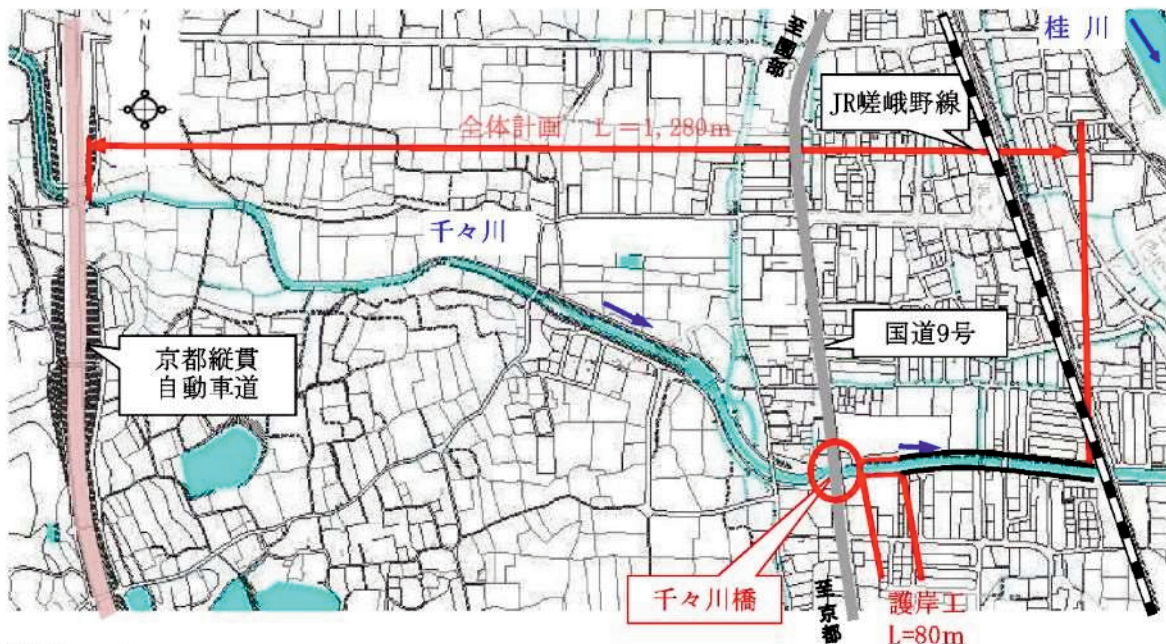 桂 川
N
至園部
JR嵯峨野線
全体計画 L＝1,280m
千々川
国道9号
京都縦貫
自動車道
千々川橋
至京都
護岸工
L=80m